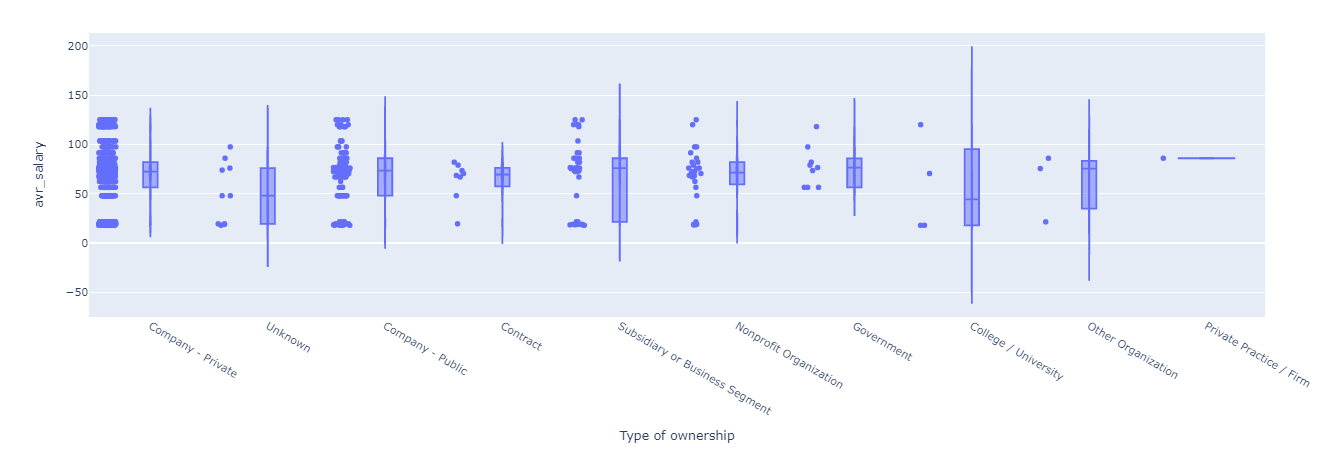 200
150
100
50
0
−50
avr_salary
Company - Private
Unknown
Company - Public
Contract
Subsidiary or Business Segment
Nonprofit Organization
Government
College / University
Other Organization
Private Practice / Firm
Type of ownership